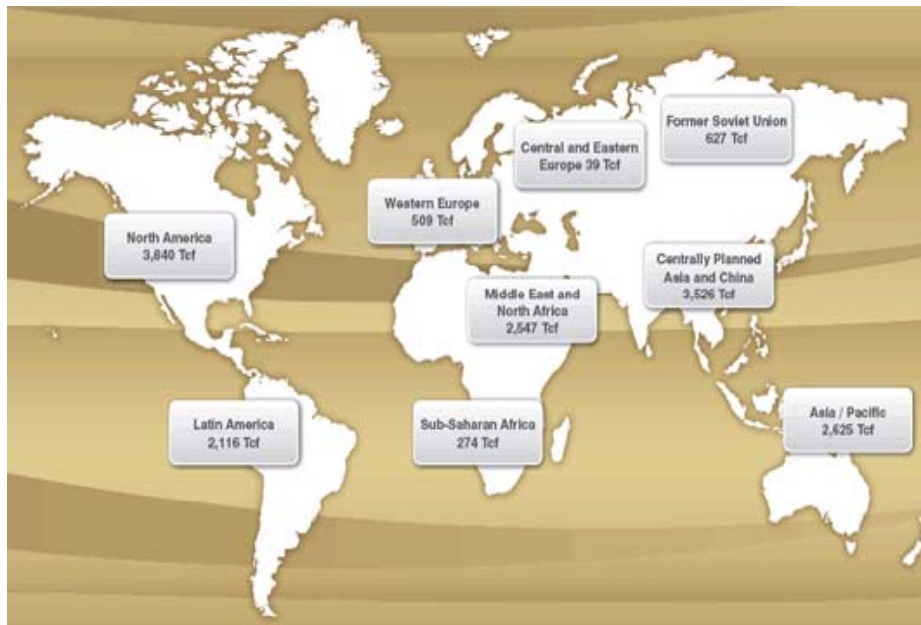 Former Soviet Union
627 Tcf
Central and Eastern
Europe 39 Tcf
Western Europe
509 Tcf
North America
3,840 Tcf
Centrally Planned
Asia and China
3,526 Tcf
Middle East and
North Africa
2,547 Tcf
Latin America
2,116 Tcf
Sub-Saharan Africa
274 Tcf
Asia / Pacific
2,625 Tcf